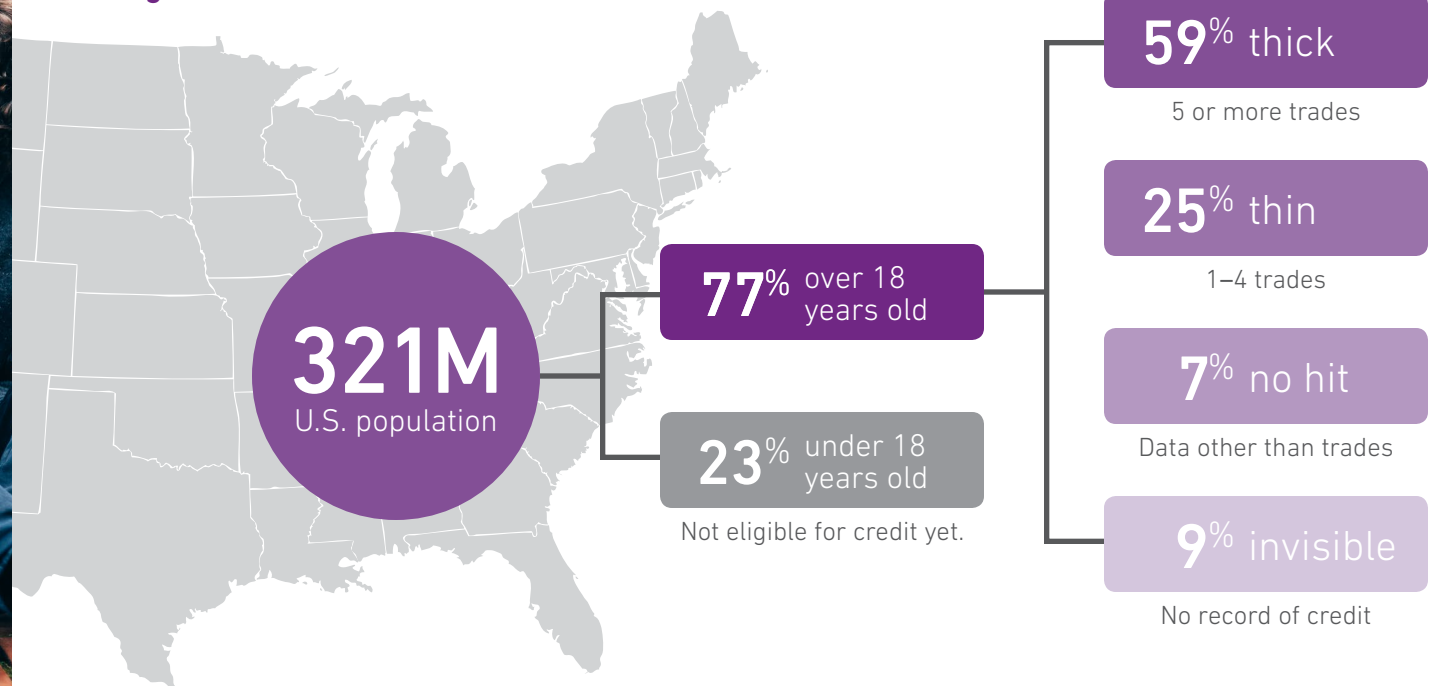 321M
U.S. population
77% over 18
years old
23% under 18
years old
Not eligible for credit yet.
59% thick
5 or more trades
25% thin
1–4 trades
7% no hit
Data other than trades
9% invisible
No record of credit